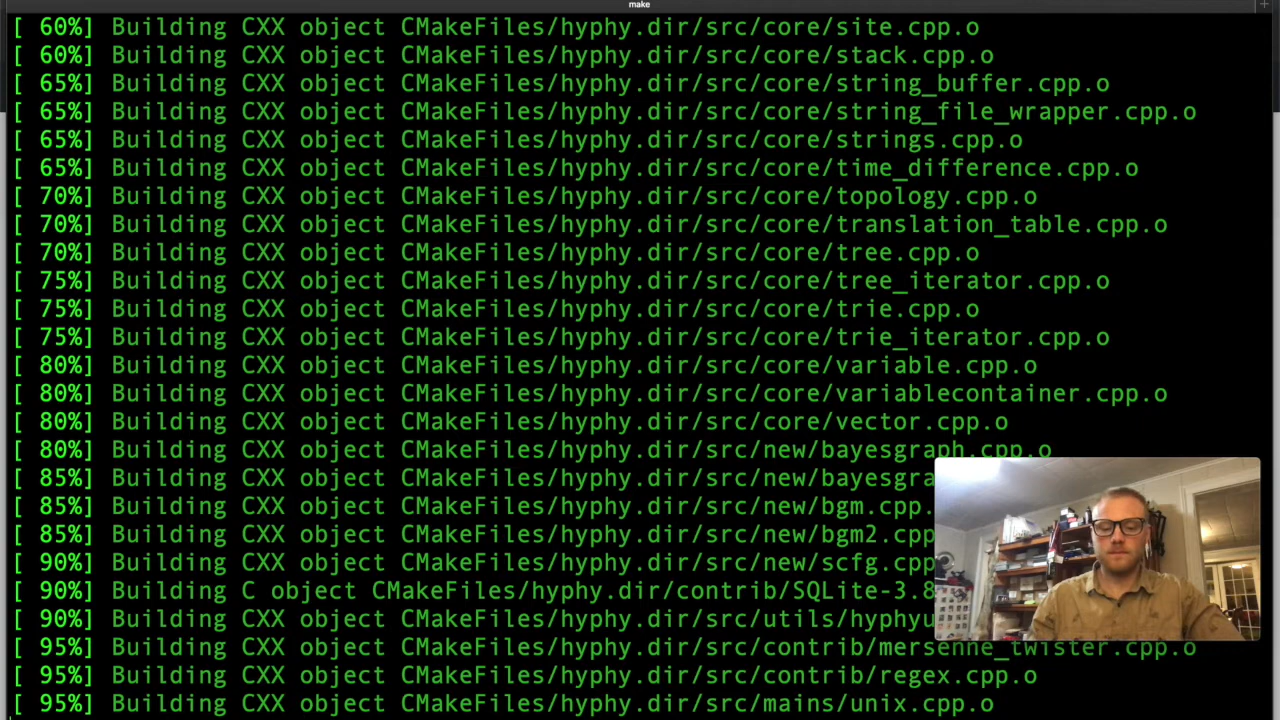 make
[ 60%] Building CXX object CMakeFiles/hyphy.dir/src/core/site.cpp.o
[ 60%] Building CXX object CMakeFiles/hyphy.dir/src/core/stack.cpp.o
[ 65%] Building CXX object CMakeFiles/hyphy.dir/src/core/string_buffer.cpp.o
[ 65%] Building CXX object CMakeFiles/hyphy.dir/src/core/string_file_wrapper.cpp.o
[ 65%] Building CXX object CMakeFiles/hyphy.dir/src/core/strings.cpp.o
[ 65%] Building CXX object CMakeFiles/hyphy.dir/src/core/time_difference.cpp.o
[ 70%] Building CXX object CMakeFiles/hyphy.dir/src/core/topology.cpp.o
[ 70%] Building CXX object CMakeFiles/hyphy.dir/src/core/translation_table.cpp.o
[ 70%] Building CXX object CMakeFiles/hyphy.dir/src/core/tree.cpp.o
[ 75%] Building CXX object CMakeFiles/hyphy.dir/src/core/tree_iterator.cpp.o
[ 75%] Building CXX object CMakeFiles/hyphy.dir/src/core/trie.cpp.o
[ 75%] Building CXX object CMakeFiles/hyphy.dir/src/core/trie_iterator.cpp.o
[ 80%] Building CXX object CMakeFiles/hyphy.dir/src/core/variable.cpp.o
[ 80%] Building CXX object CMakeFiles/hyphy.dir/src/core/variablecontainer.cpp.o
[ 80%] Building CXX object CMakeFiles/hyphy.dir/src/core/vector.cpp.o
[ 80%] Building CXX object CMakeFiles/hyphy.dir/src/new/bayesgraph.cpp.o
[ 85%] Building CXX object CMakeFiles/hyphy.dir/src/new/bayesgra
[ 85%] Building CXX object CMakeFiles/hyphy.dir/src/new/bgm.cpp.
[ 85%] Building CXX object CMakeFiles/hyphy.dir/src/new/bgm2.cpp
[ 90%] Building CXX object CMakeFiles/hyphy.dir/src/new/scfg.cpp
[ 90%] Building C object CMakeFiles/hyphy.dir/contrib/SQLite-3.8
[ 90%] Building CXX object CMakeFiles/hyphy.dir/src/utils/hyphyu
[ 95%] Building CXX object CMakeFiles/hyphy.dir/src/contrib/mersenne_twister.cpp.o
[ 95%] Building CXX object CMakeFiles/hyphy.dir/src/contrib/regex.cpp.o
[ 95%] Building CXX object CMakeFiles/hyphy.dir/src/mains/unix.cpp.o